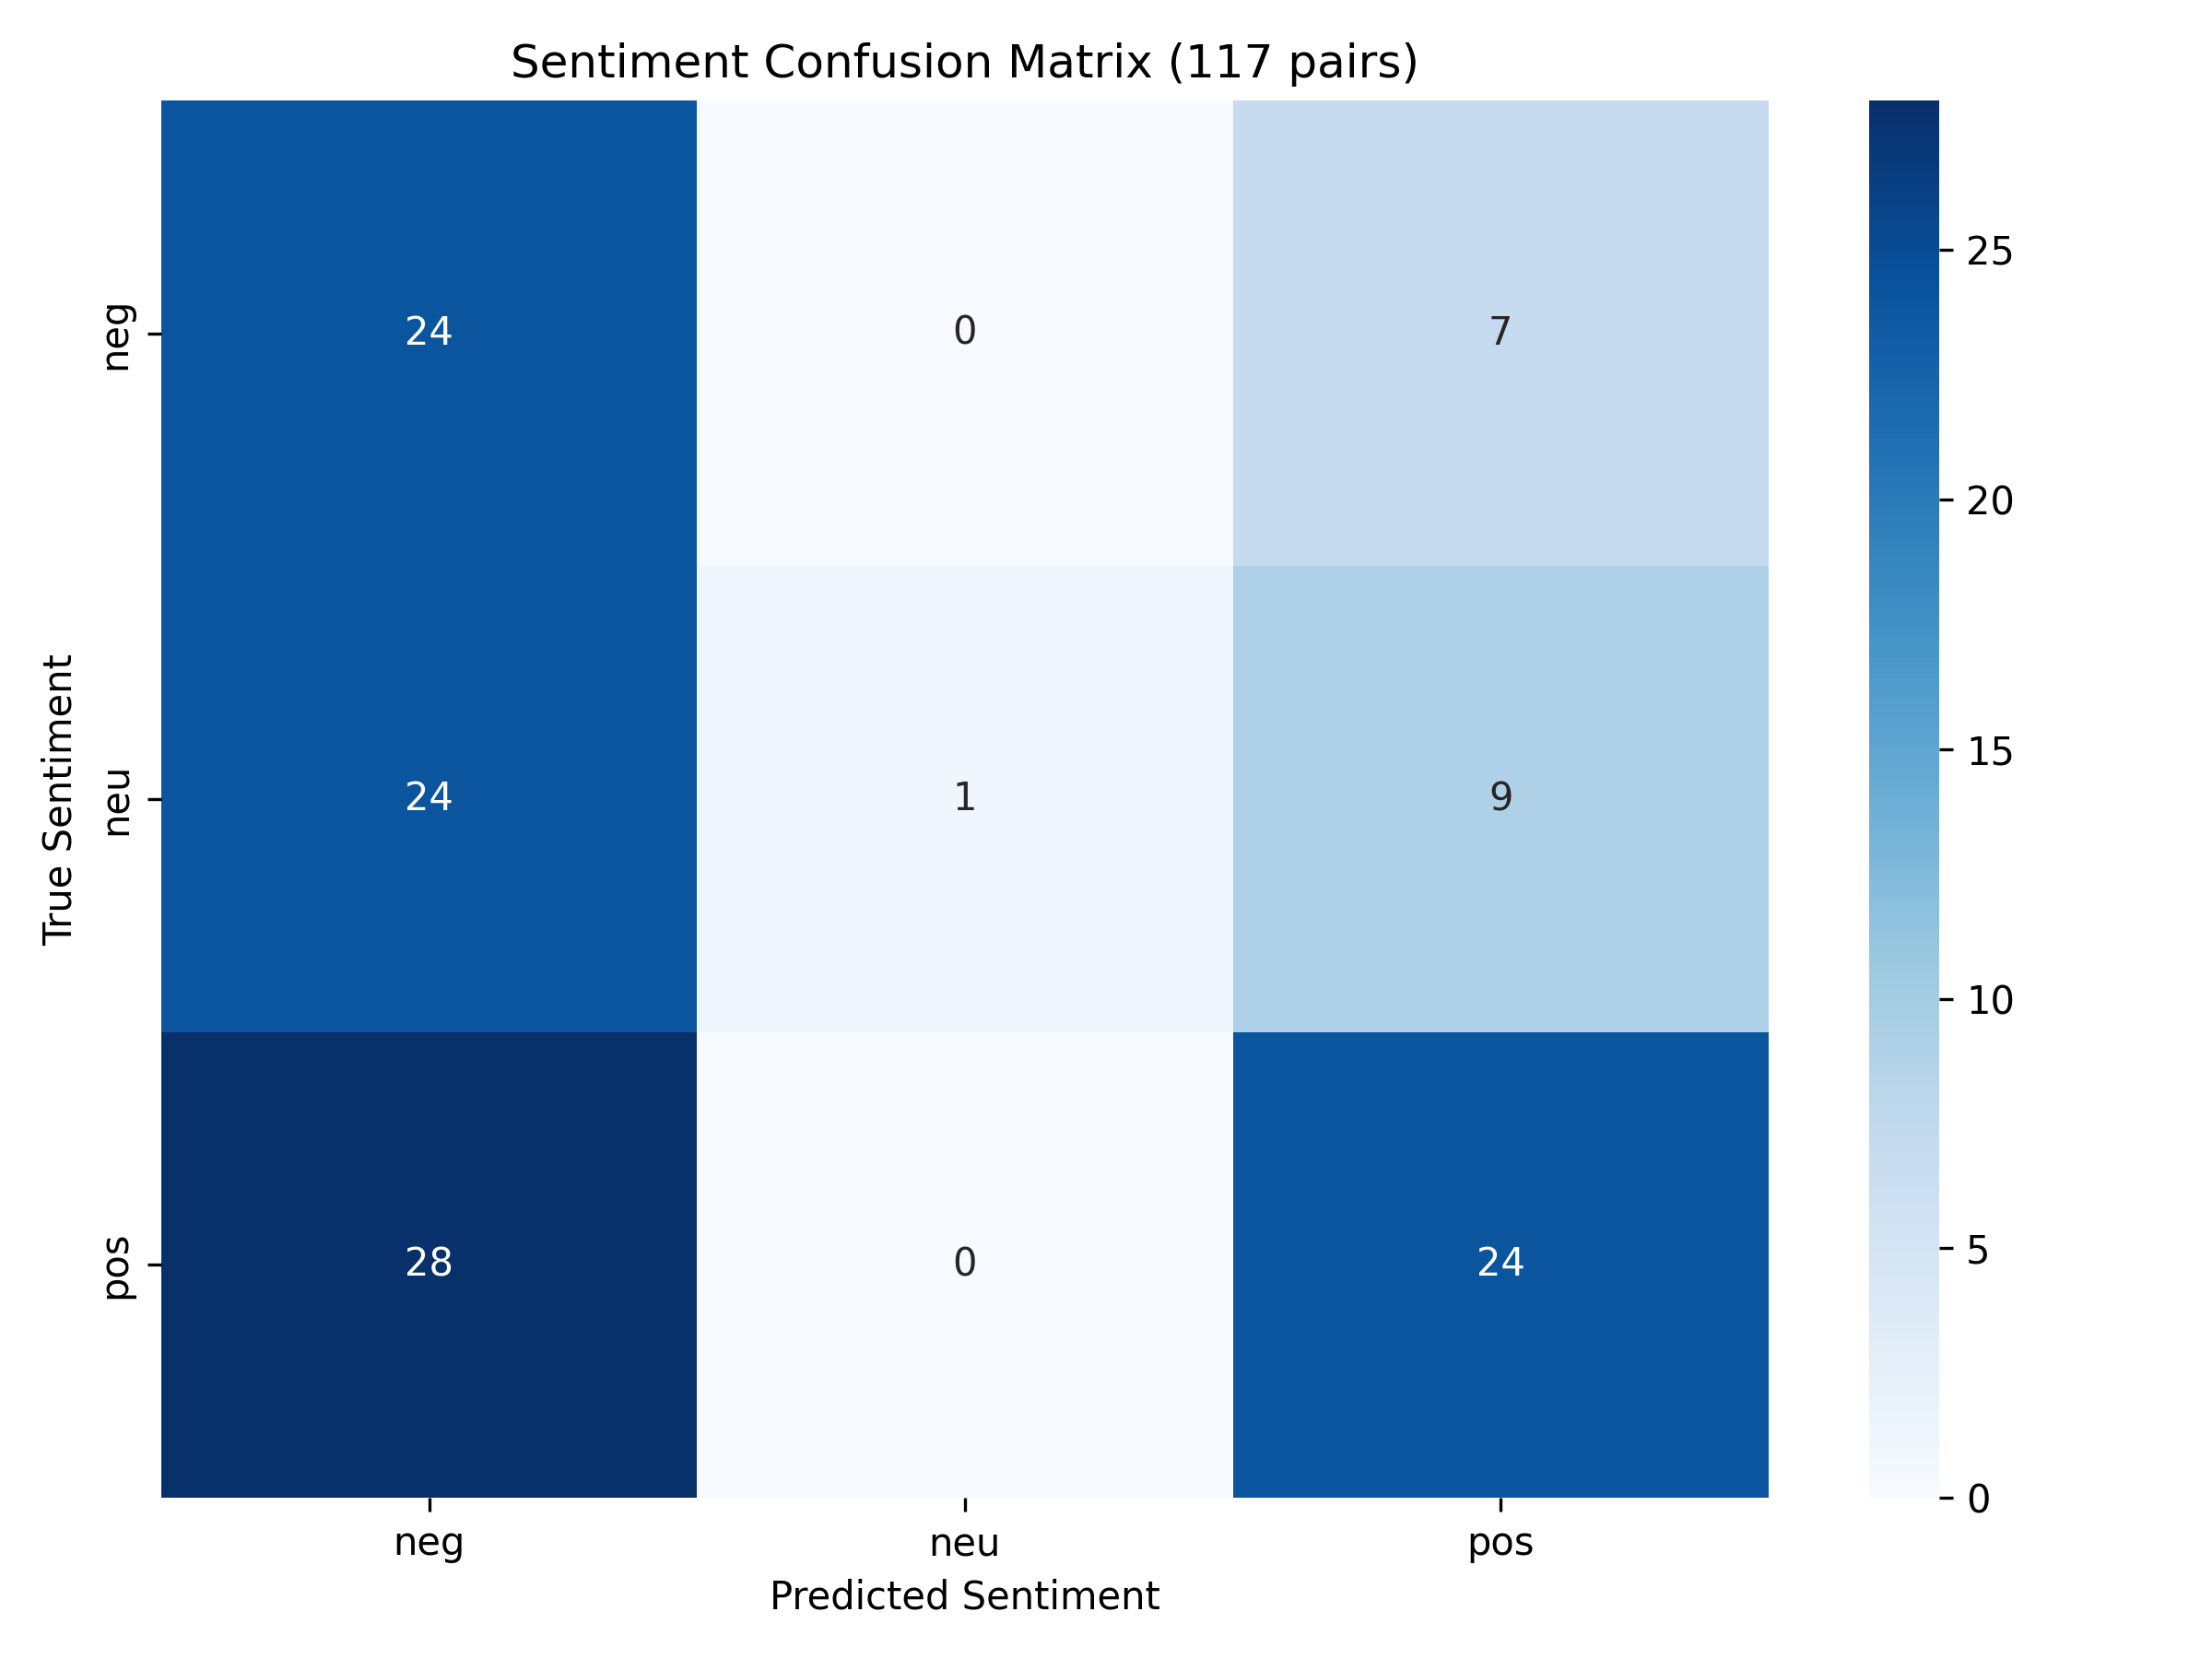 Sentiment Confusion Matrix (117 pairs)
True Sentiment
neg
24
0
7
neu
24
1
9
pos
28
0
24
neg
neu
pos
Predicted Sentiment
25
20
15
10
5
0